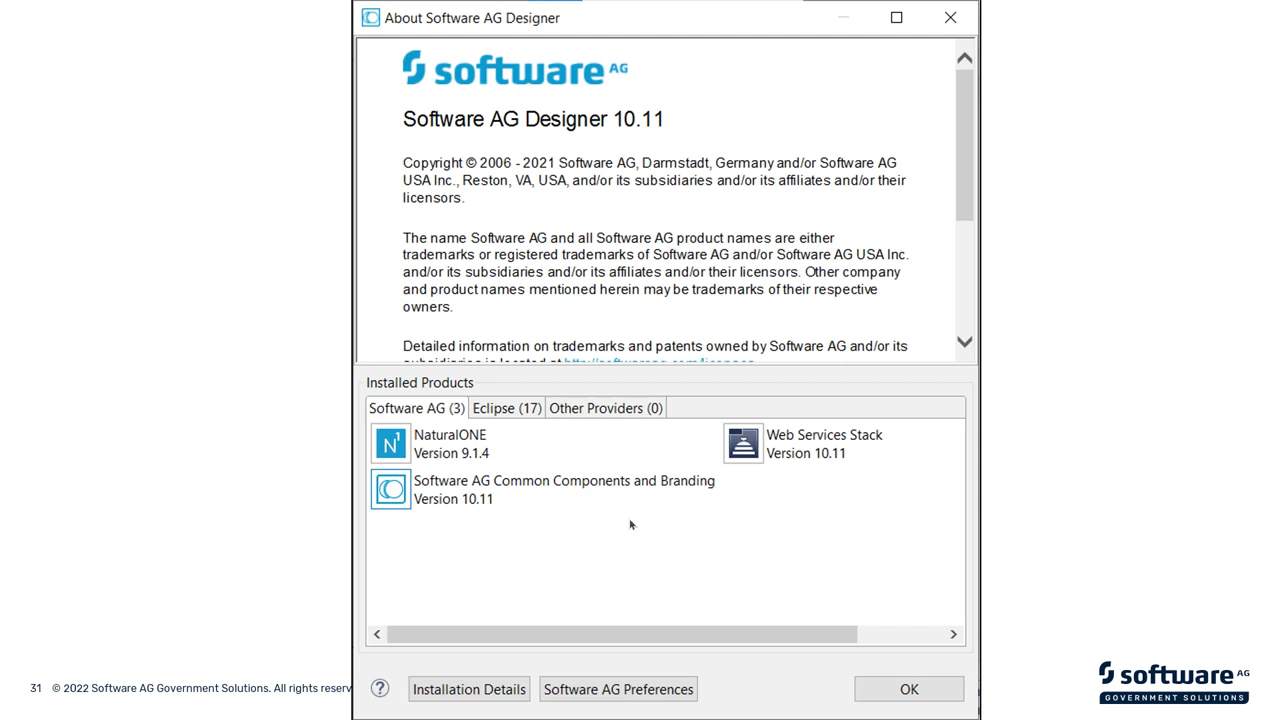 About Software AG Designer
software AG
Software AG Designer 10.11
Copyright © 2006 - 2021 Software AG, Darmstadt, Germany and/or Software AG
USA Inc., Reston, VA, USA, and/or its subsidiaries and/or its affiliates and/or their
licensors.
The name Software AG and all Software AG product names are either
trademarks or registered trademarks of Software AG and/or Software AG USA Inc.
and/or its subsidiaries and/or its affiliates and/or their licensors. Other company
and product names mentioned herein may be trademarks of their respective
owners.
Detailed information on trademarks and patents owned by Software AG and/or its
subsidiaries is located at http://softwareag.com/licenses
Installed Products
Software AG (3) Eclipse (17) Other Providers (0)
NaturalONE
Version 9.1.4
Web Services Stack
Version 10.11
Software AG Common Components and Branding
Version 10.11
Installation Details Software AG Preferences OK
31 © 2022 Software AG Government Solutions. All rights reserv
software AG
GOVERNMENT SOLUTIONS